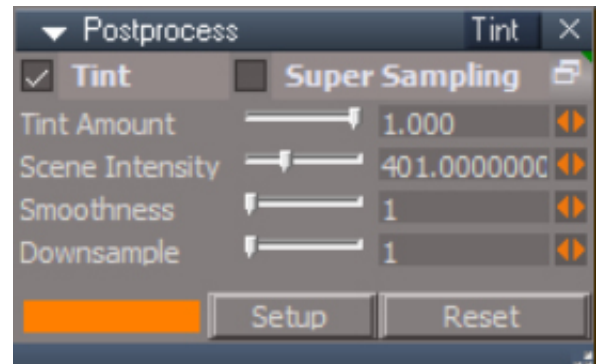 Postprocess Tint
Tint Super Sampling
Tint Amount 1.000
Scene Intensity 401.0000000
Smoothness 1
Downsample 1
Setup Reset